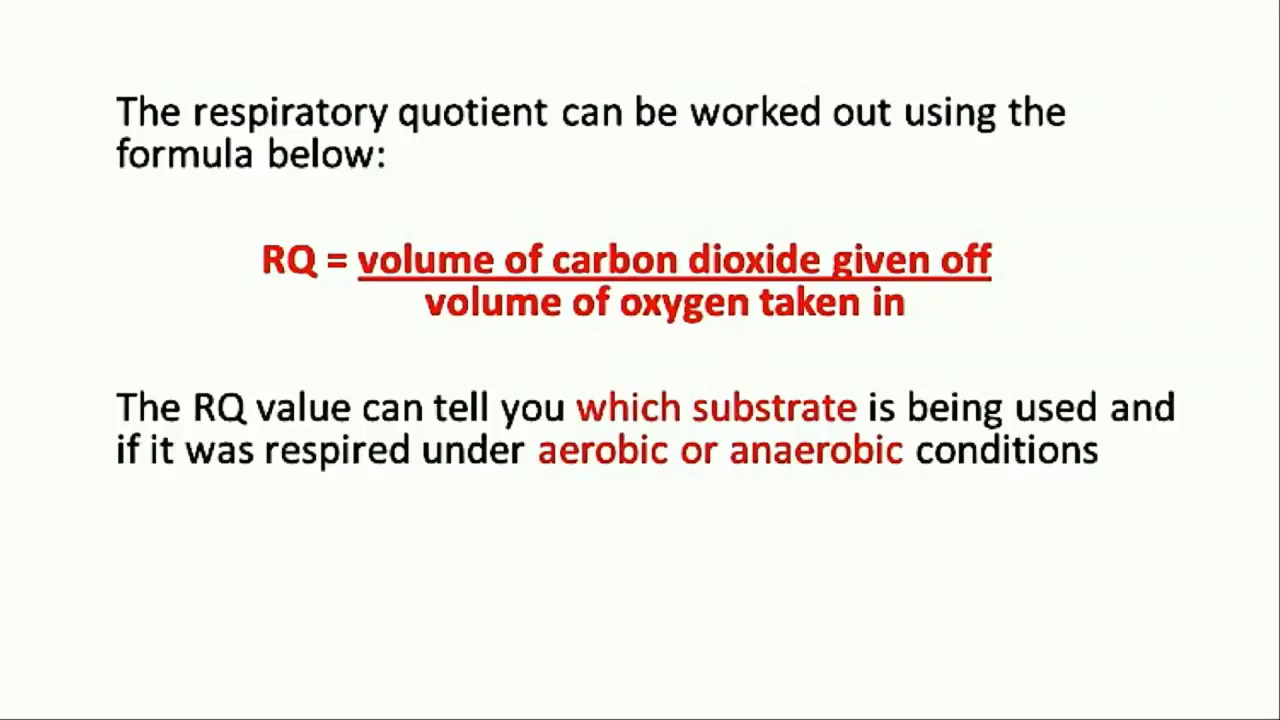 The respiratory quotient can be worked out using the
formula below:
RQ = volume of carbon dioxide given off
volume of oxygen taken in
The RQ value can tell you which substrate is being used and
if it was respired under aerobic or anaerobic conditions